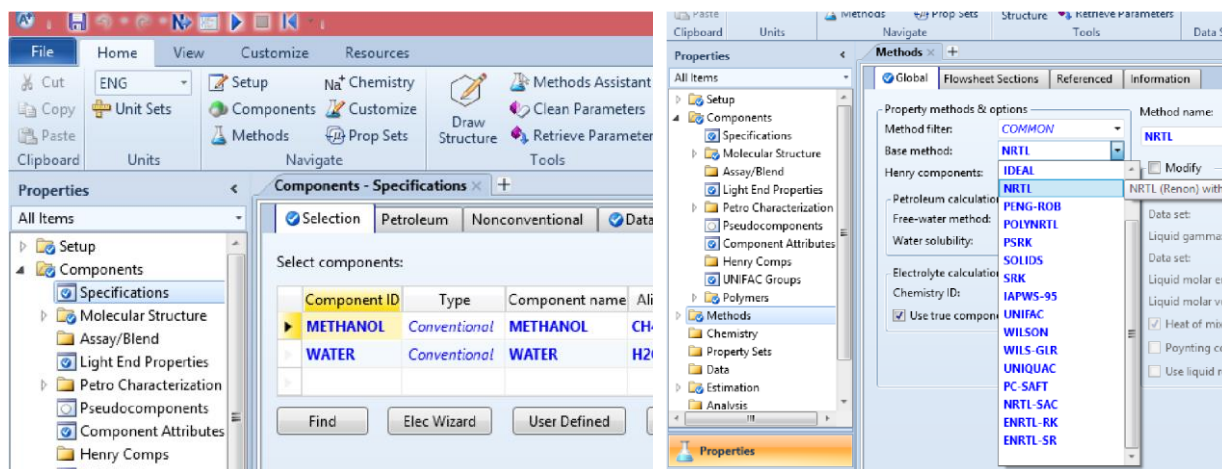 File Home View Customize Resources
Cut ENG Setup Na+ Chemistry Methods Assistant
Copy Unit Sets Components Customize Clean Parameters
Paste Methods Prop Sets Draw Structure Retrieve Parameter
Clipboard Units Navigate Tools
Properties
All Items
Setup
Components
Specifications
Molecular Structure
Assay/Blend
Light End Properties
Petro Characterization
Pseudocomponents
Component Attributes
Henry Comps
Components - Specifications
Selection Petroleum Nonconventional Data
Select components:
Component ID Type Component name Ali
METHANOL Conventional METHANOL CH4
WATER Conventional WATER H2
Find Elec Wizard User Defined
Paste Methods Prop Sets Structure Retrieve Parameters
Clipboard Units Navigate Tools Data S
Properties
All Items
Setup
Components
Specifications
Molecular Structure
Assay/Blend
Light End Properties
Petro Characterization
Pseudocomponents
Component Attributes
Henry Comps
UNIFAC Groups
Polymers
Methods
Chemistry
Property Sets
Data
Estimation
Analysis
Properties
Methods
Global Flowsheet Sections Referenced Information
Property methods & options
Method filter: COMMON
Base method: NRTL
Henry components:
Petroleum calculation
Free-water method:
Water solubility:
Electrolyte calculation
Chemistry ID:
Use true compone
IDEAL
NRTL
PENG-ROB
POLYNRTL
PSRK
SOLIDS
SRK
IAPWS-95
UNIFAC
WILSON
WILS-GLR
UNIQUAC
PC-SAFT
NRTL-SAC
ENRTL-RK
ENRTL-SR
Method name:
NRTL
Modify
NRTL (Renon) with
Data set:
Liquid gamma
Data set:
Liquid molar e
Liquid molar v
Heat of mix
Poynting co
Use liquid r